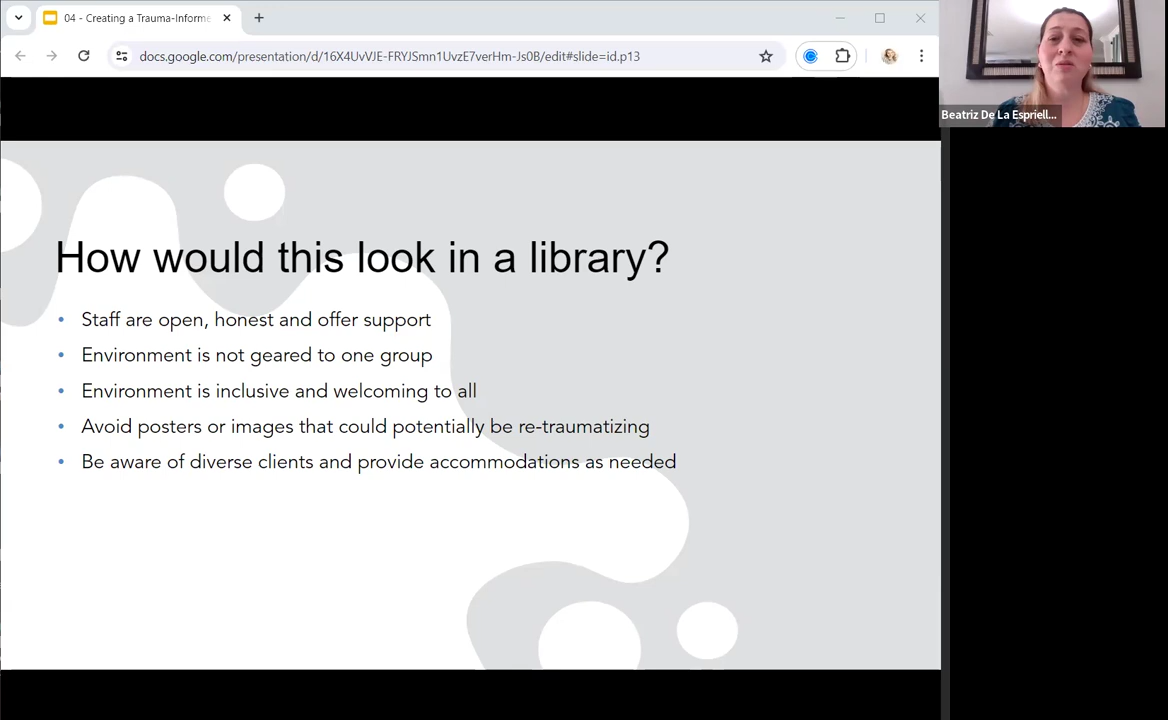 04 - Creating a Trauma-Informe
docs.google.com/presentation/d/16X4UvVJE-FRYJSmn1UvzE7verHm-Js0B/edit#slide=id.p13
Beatriz De La Espriell...
How would this look in a library?
• Staff are open, honest and offer support
• Environment is not geared to one group
• Environment is inclusive and welcoming to all
• Avoid posters or images that could potentially be re-traumatizing
• Be aware of diverse clients and provide accommodations as needed